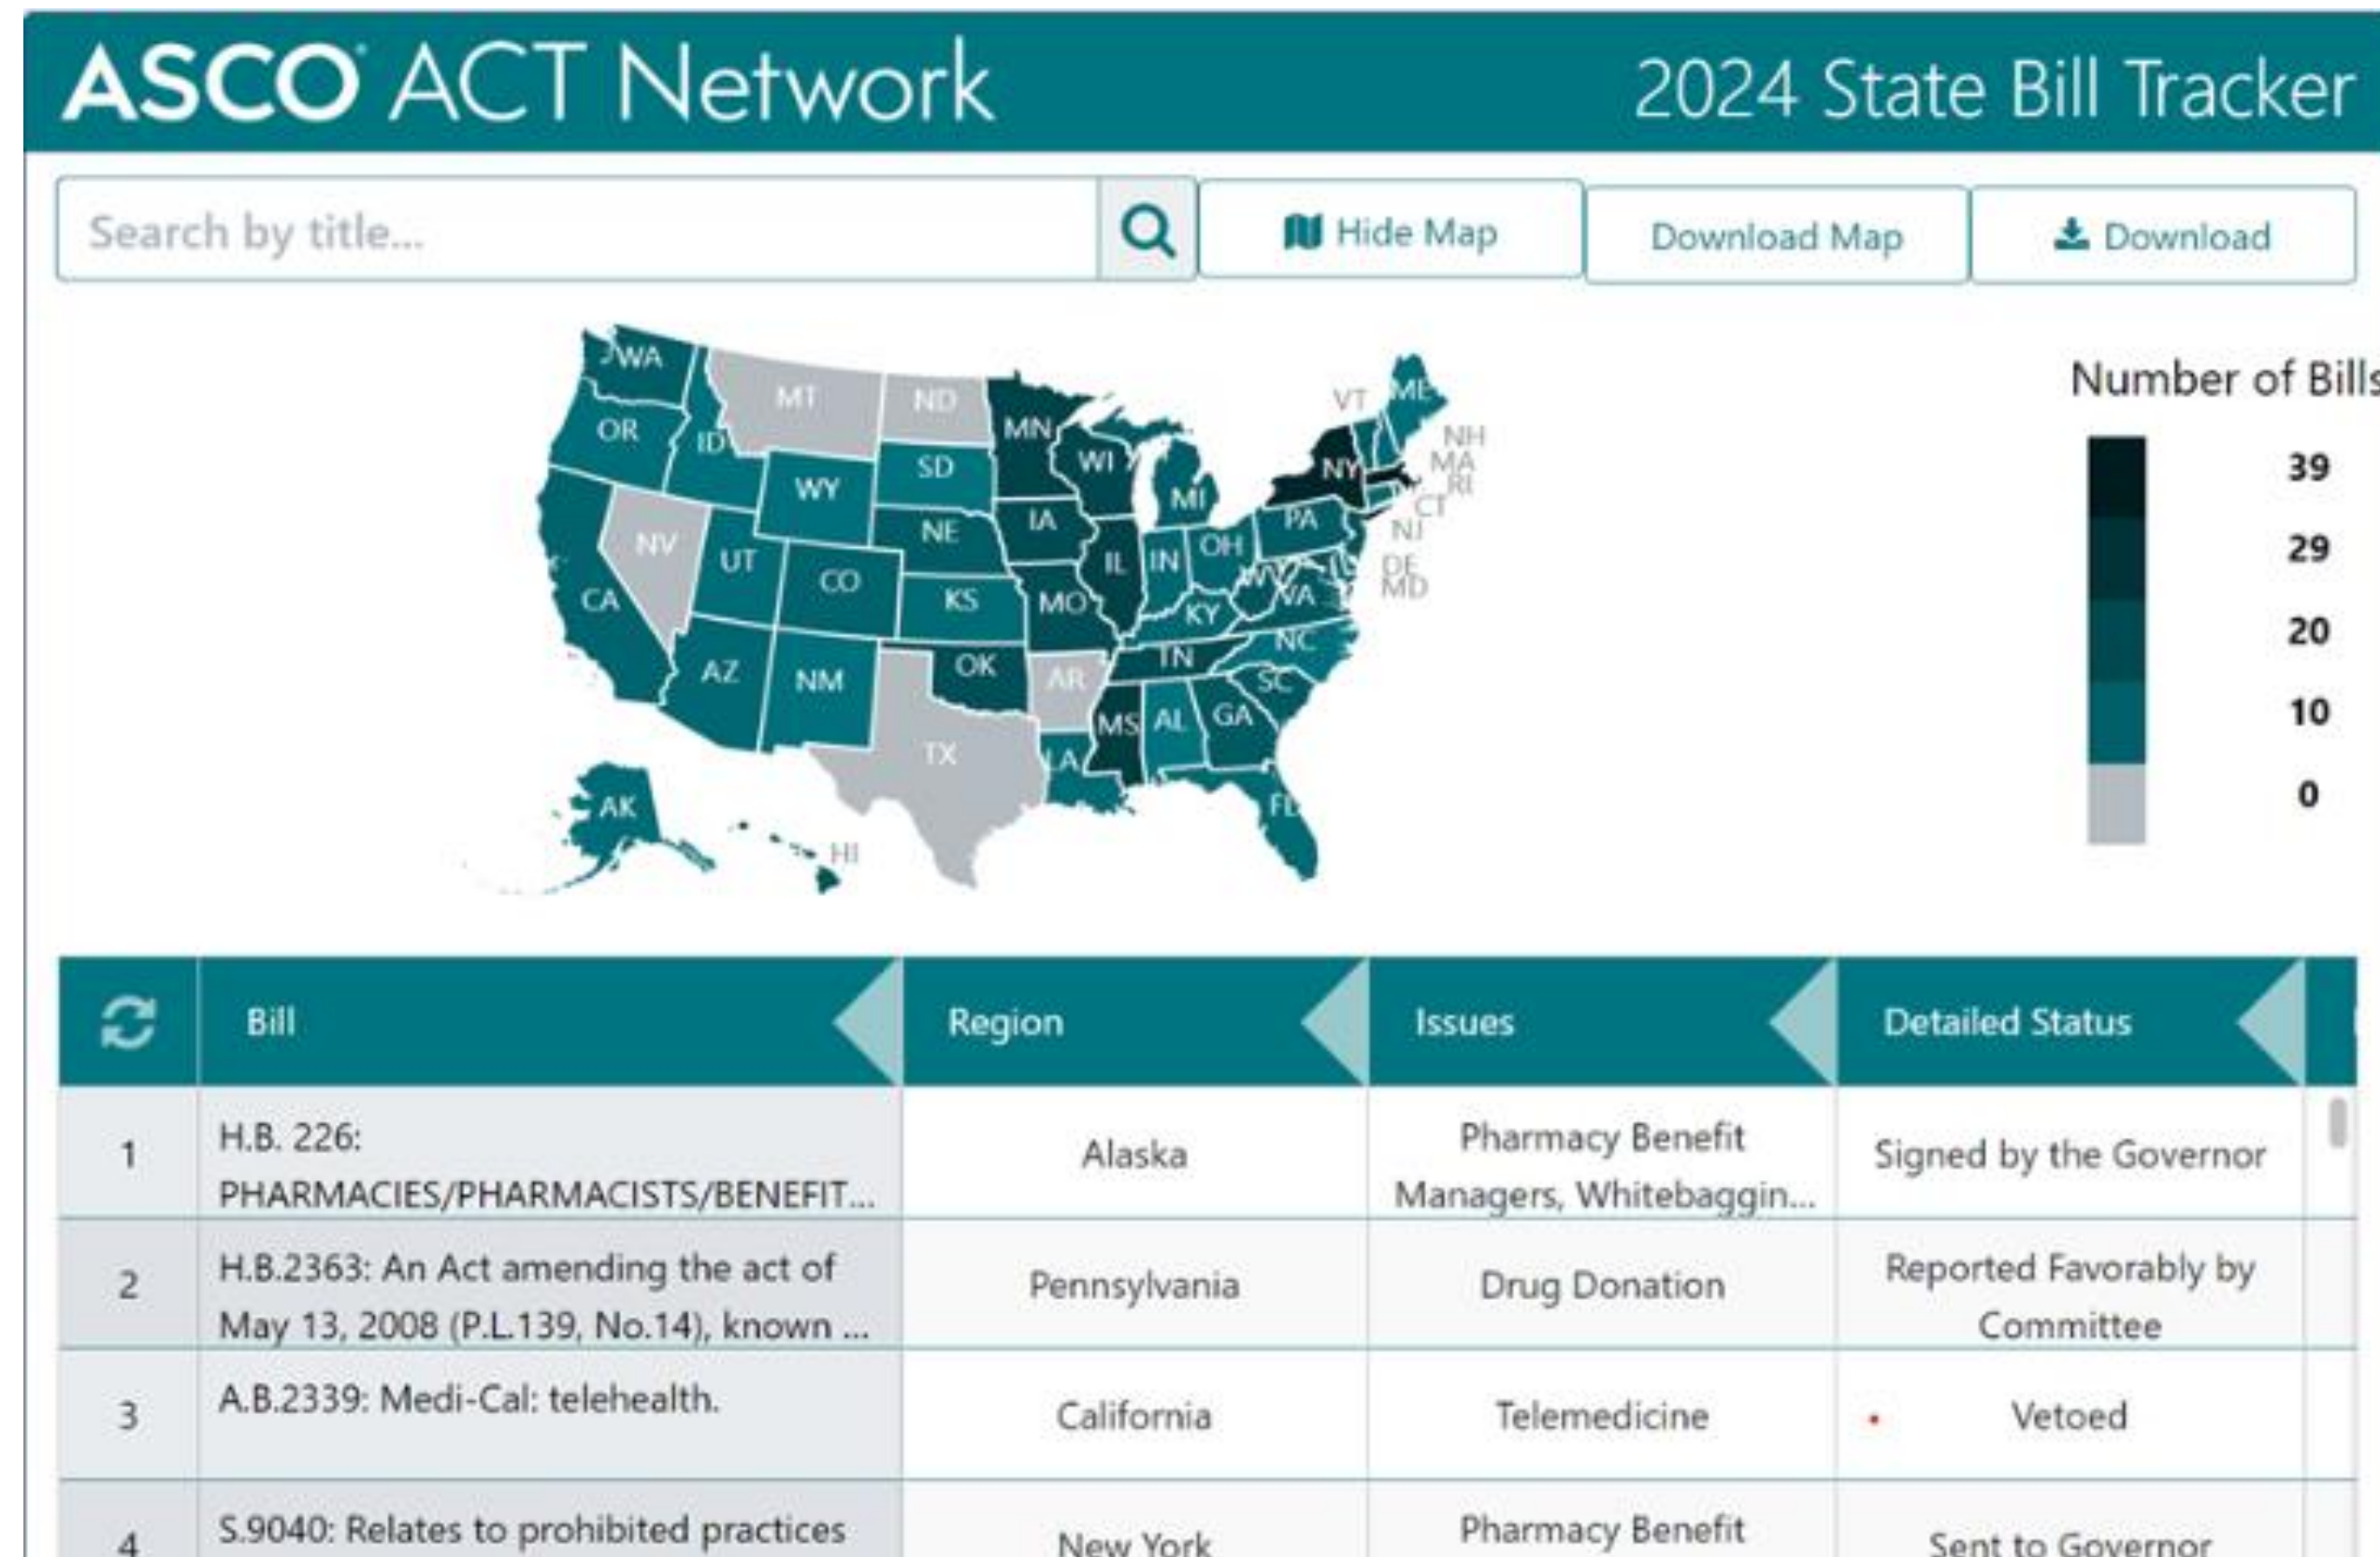 ASCO ACT Network
2024 State Bill Tracker
Search by title...
Hide Map
Download Map
Download
WA
MT
ND
MN
VT
ME
OR
ID
SD
WI
NY
NH
MA
RI
CT
WY
MI
NV
NE
IA
PA
NJ
UT
CO
IL
IN
OH
DE
MD
CA
KS
MO
WV
VA
KY
AZ
NM
OK
AR
TN
NC
SC
TX
LA
MS
AL
GA
FL
AK
HI
Number of Bills
39
29
20
10
0
Bill
Region
Issues
Detailed Status
1
H.B. 226:
PHARMACIES/PHARMACISTS/BENEFIT...
Alaska
Pharmacy Benefit
Managers, Whitebaggin...
Signed by the Governor
2
H.B.2363: An Act amending the act of
May 13, 2008 (P.L.139, No.14), known ...
Pennsylvania
Drug Donation
Reported Favorably by
Committee
3
A.B.2339: Medi-Cal: telehealth.
California
Telemedicine
Vetoed
4
S.9040: Relates to prohibited practices
New York
Pharmacy Benefit
Sent to Governor